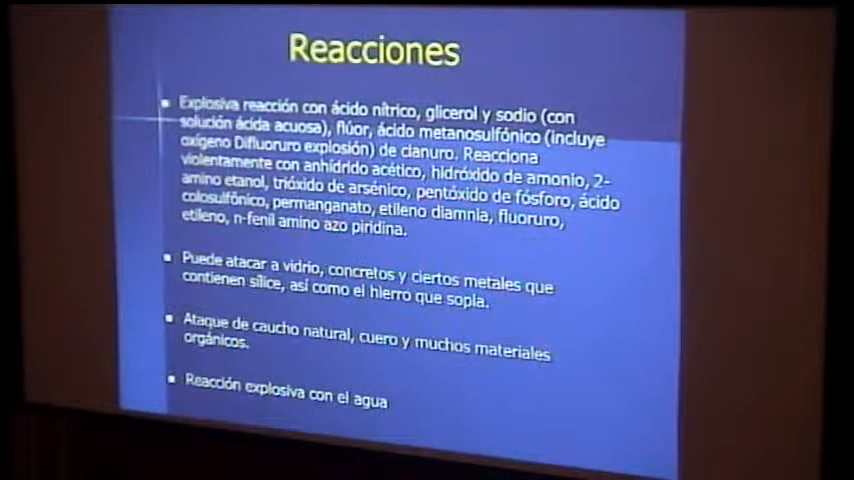 Reacciones
Explosiva reacción con ácido nítrico, glicerol y sodio (con
solución ácida acuosa), flúor, ácido metanosulfónico (incluye
oxígeno Difluoruro explosión) de cianuro. Reacciona
violentamente con anhídrido acético, hidróxido de amonio, 2-
amino etanol, trióxido de arsénico, pentóxido de fósforo, ácido
colosulfónico, permanganato, etileno diamnia, fluoruro,
etileno, n-fenil amino azo piridina.
Puede atacar a vidrio, concretos y ciertos metales que
contienen sílice, así como el hierro que sopla.
Ataque de caucho natural, cuero y muchos materiales
orgánicos.
Reacción explosiva con el agua